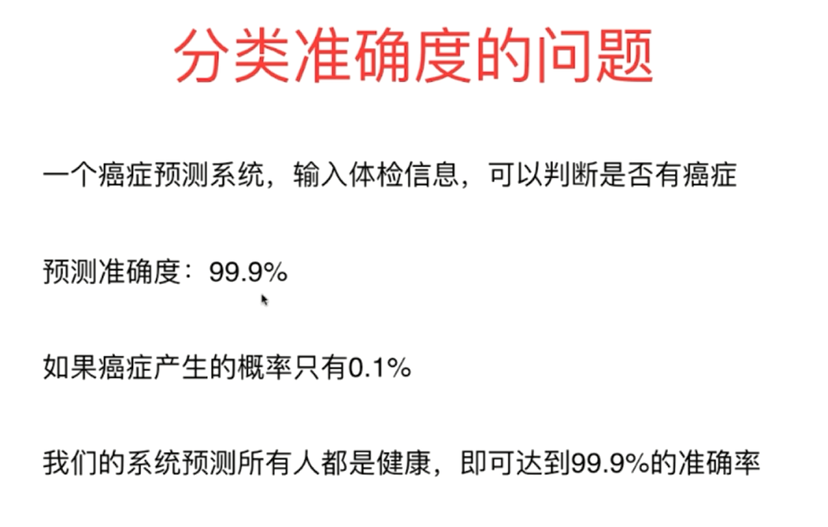 分类准确度的问题
一个癌症预测系统，输入体检信息，可以判断是否有癌症
预测准确度：99.9%
如果癌症产生的概率只有0.1%
我们的系统预测所有人都是健康，即可达到99.9%的准确率